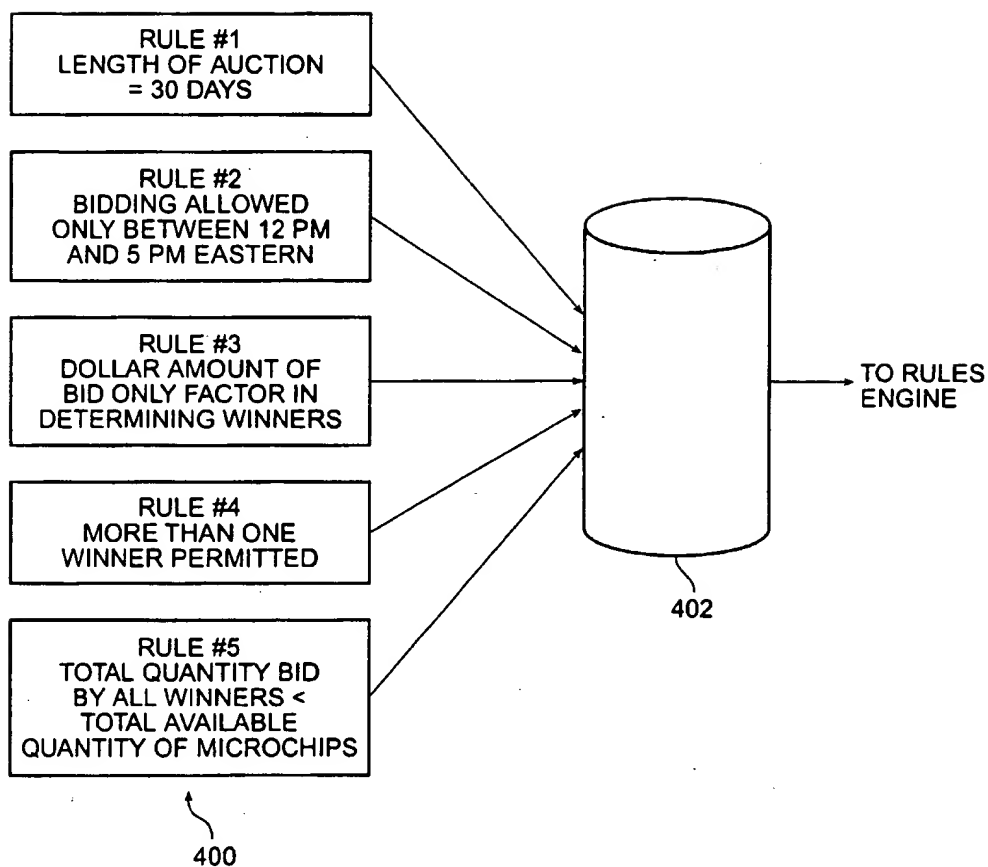 RULE #1
LENGTH OF AUCTION
= 30 DAYS
RULE #2
BIDDING ALLOWED
ONLY BETWEEN 12 PM
AND 5 PM EASTERN
RULE #3
DOLLAR AMOUNT OF
BID ONLY FACTOR IN
DETERMINING WINNERS
RULE #4
MORE THAN ONE
WINNER PERMITTED
RULE #5
TOTAL QUANTITY BID
BY ALL WINNERS <
TOTAL AVAILABLE
QUANTITY OF MICROCHIPS
400
402
TO RULES
ENGINE